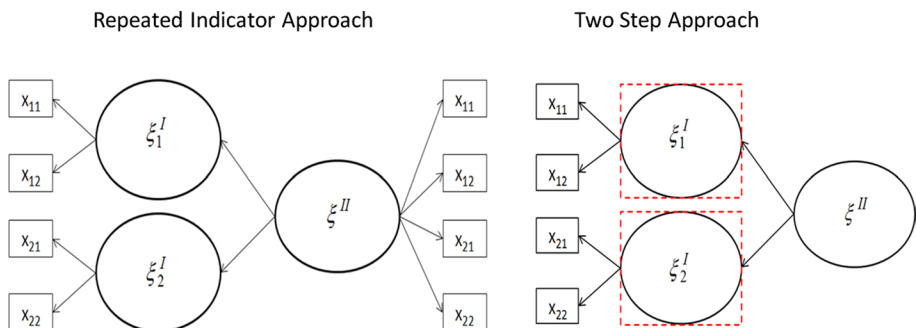 Repeated Indicator Approach
Two Step Approach
x₁₁
x₁₂
x₂₁
x₂₂
ξ₁ᴵ
ξ₂ᴵ
ξᴵᴵ
x₁₁
x₁₂
x₂₁
x₂₂
x₁₁
x₁₂
x₂₁
x₂₂
ξ₁ᴵ
ξ₂ᴵ
ξᴵᴵ